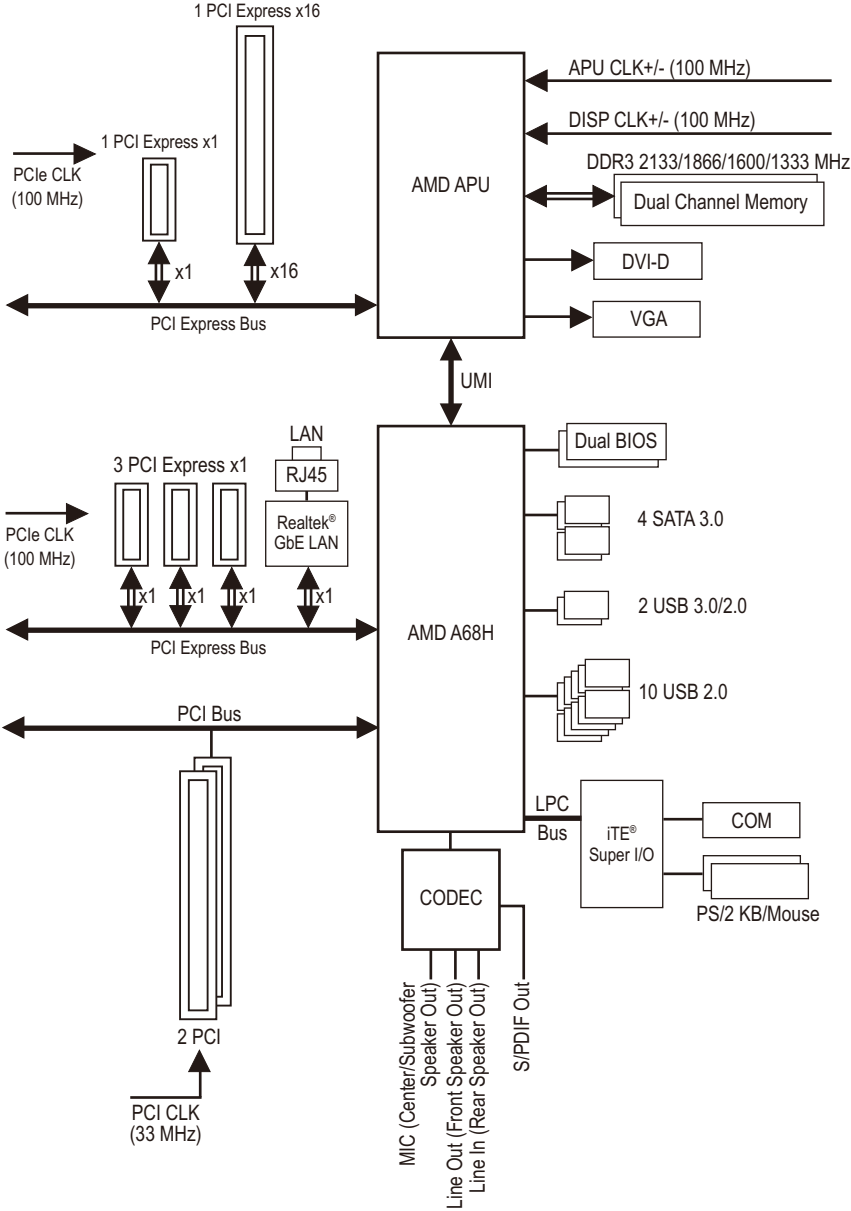 1 PCI Express x16
1 PCI Express x1
PCIe CLK
(100 MHz)
x1
x16
PCI Express Bus
AMD APU
APU CLK+/- (100 MHz)
DISP CLK+/- (100 MHz)
DDR3 2133/1866/1600/1333 MHz
Dual Channel Memory
DVI-D
VGA
UMI
LAN
RJ45
3 PCI Express x1
Realtek®
GbE LAN
PCIe CLK
(100 MHz)
x1
x1
x1
x1
PCI Express Bus
AMD A68H
Dual BIOS
4 SATA 3.0
2 USB 3.0/2.0
10 USB 2.0
PCI Bus
LPC
Bus
iTE®
Super I/O
COM
PS/2 KB/Mouse
CODEC
2 PCI
PCI CLK
(33 MHz)
MIC (Center/Subwoofer
Speaker Out)
Line Out (Front Speaker Out)
Line In (Rear Speaker Out)
S/PDIF Out